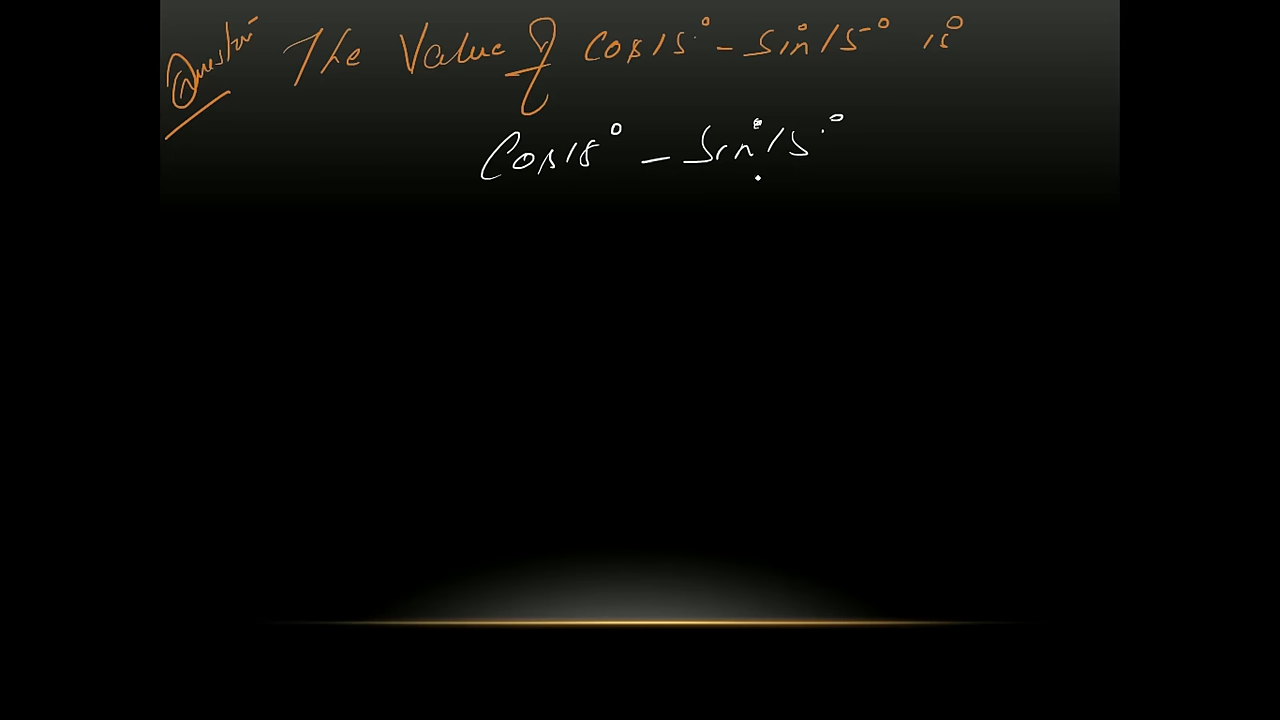 Question The Value of Cos15° - Sin15° is
Cos15° - Sin15°